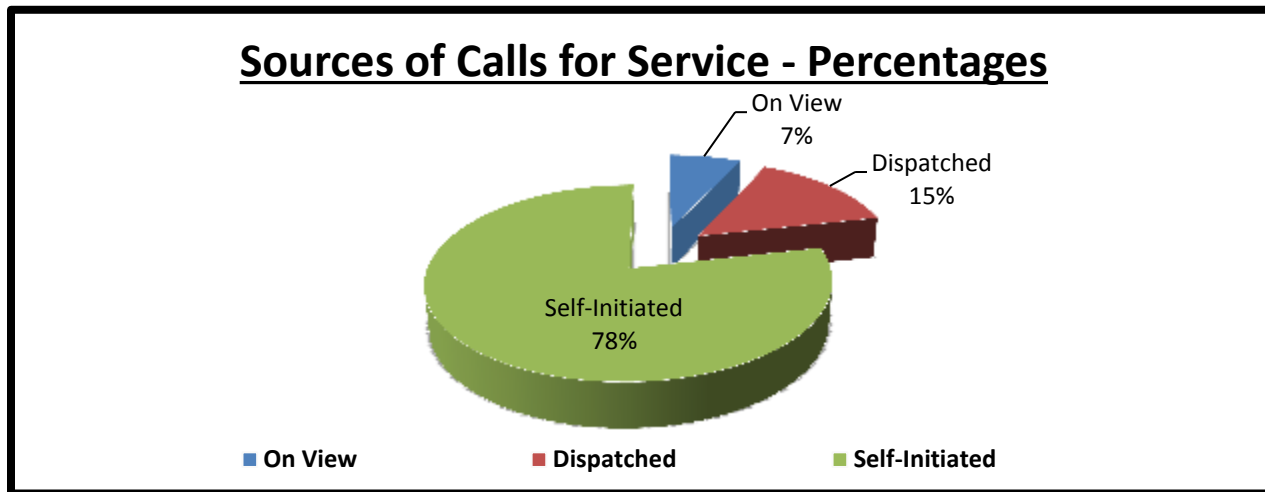 Sources of Calls for Service - Percentages
On View
7%
Dispatched
15%
Self-Initiated
78%
On View
Dispatched
Self-Initiated